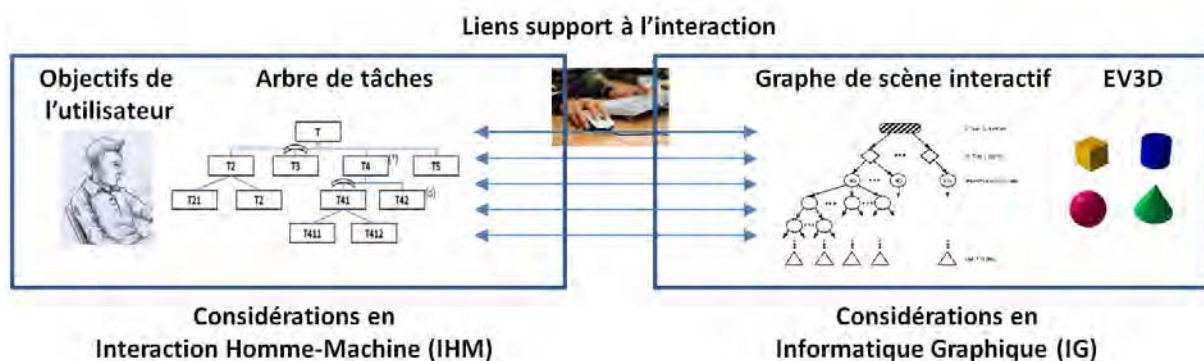 Liens support à l'interaction
Objectifs de
l'utilisateur
Arbre de tâches
T
T2
T3
T4
T5
T21
T2
T41
T42
T411
T412
Graphe de scène interactif
EV3D
Considérations en
Interaction Homme-Machine (IHM)
Considérations en
Informatique Graphique (IG)